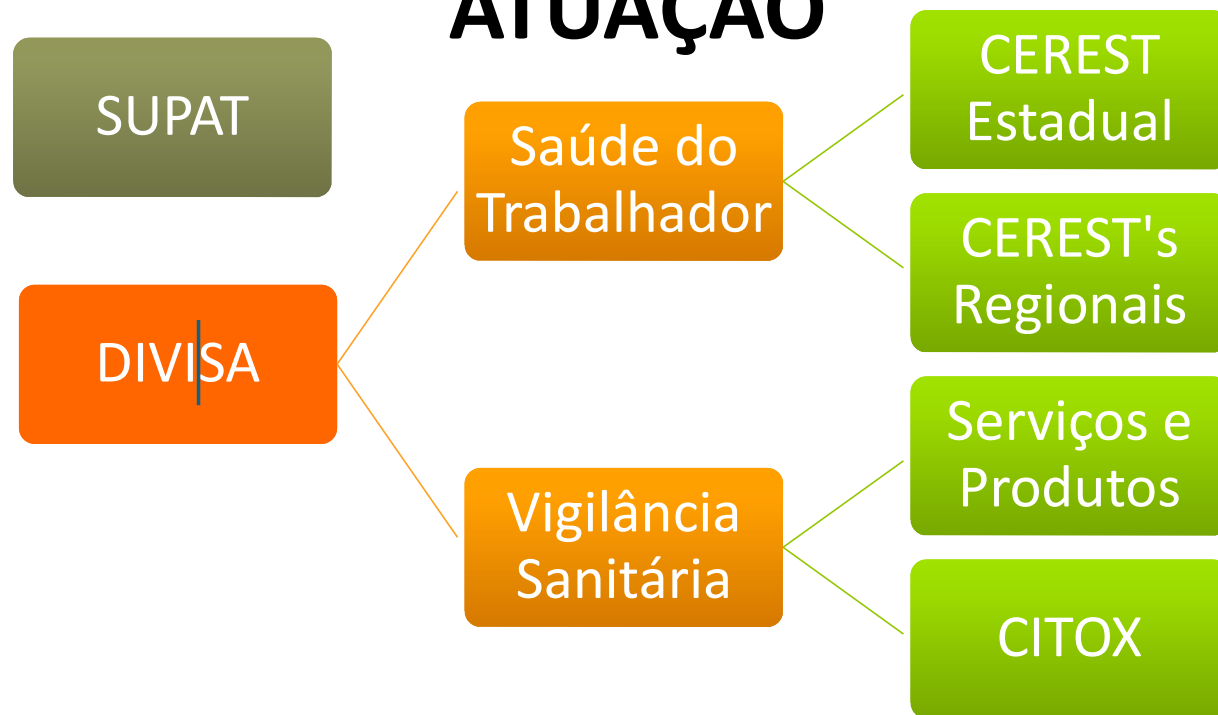 ATUAÇÃO
SUPAT
DIVISA
Saúde do
Trabalhador
Vigilância
Sanitária
CEREST
Estadual
CEREST's
Regionais
Serviços e
Produtos
CITOX